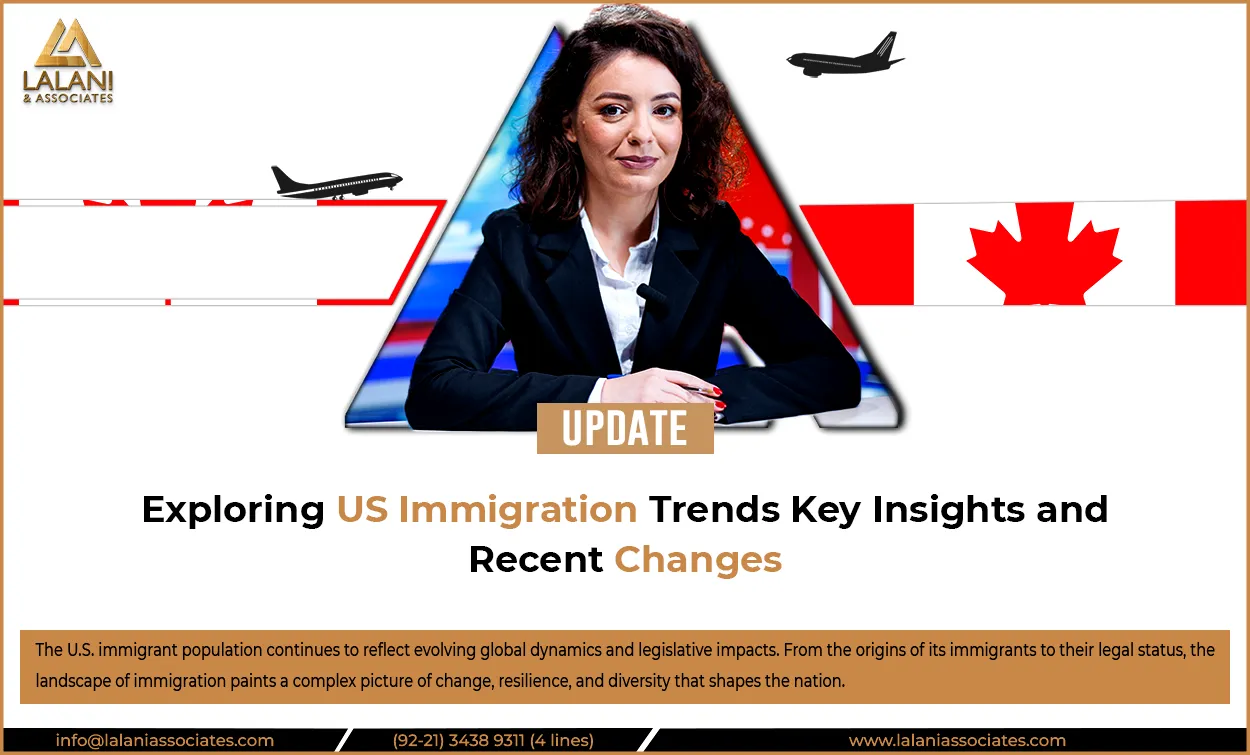 LALANI
& ASSOCIATES
UPDATE
Exploring US Immigration Trends Key Insights and
Recent Changes
The U.S. immigrant population continues to reflect evolving global dynamics and legislative impacts. From the origins of its immigrants to their legal status, the
landscape of immigration paints a complex picture of change, resilience, and diversity that shapes the nation.
info@lalaniassociates.com
(92-21) 3438 9311 (4 lines)
www.lalaniassociates.com